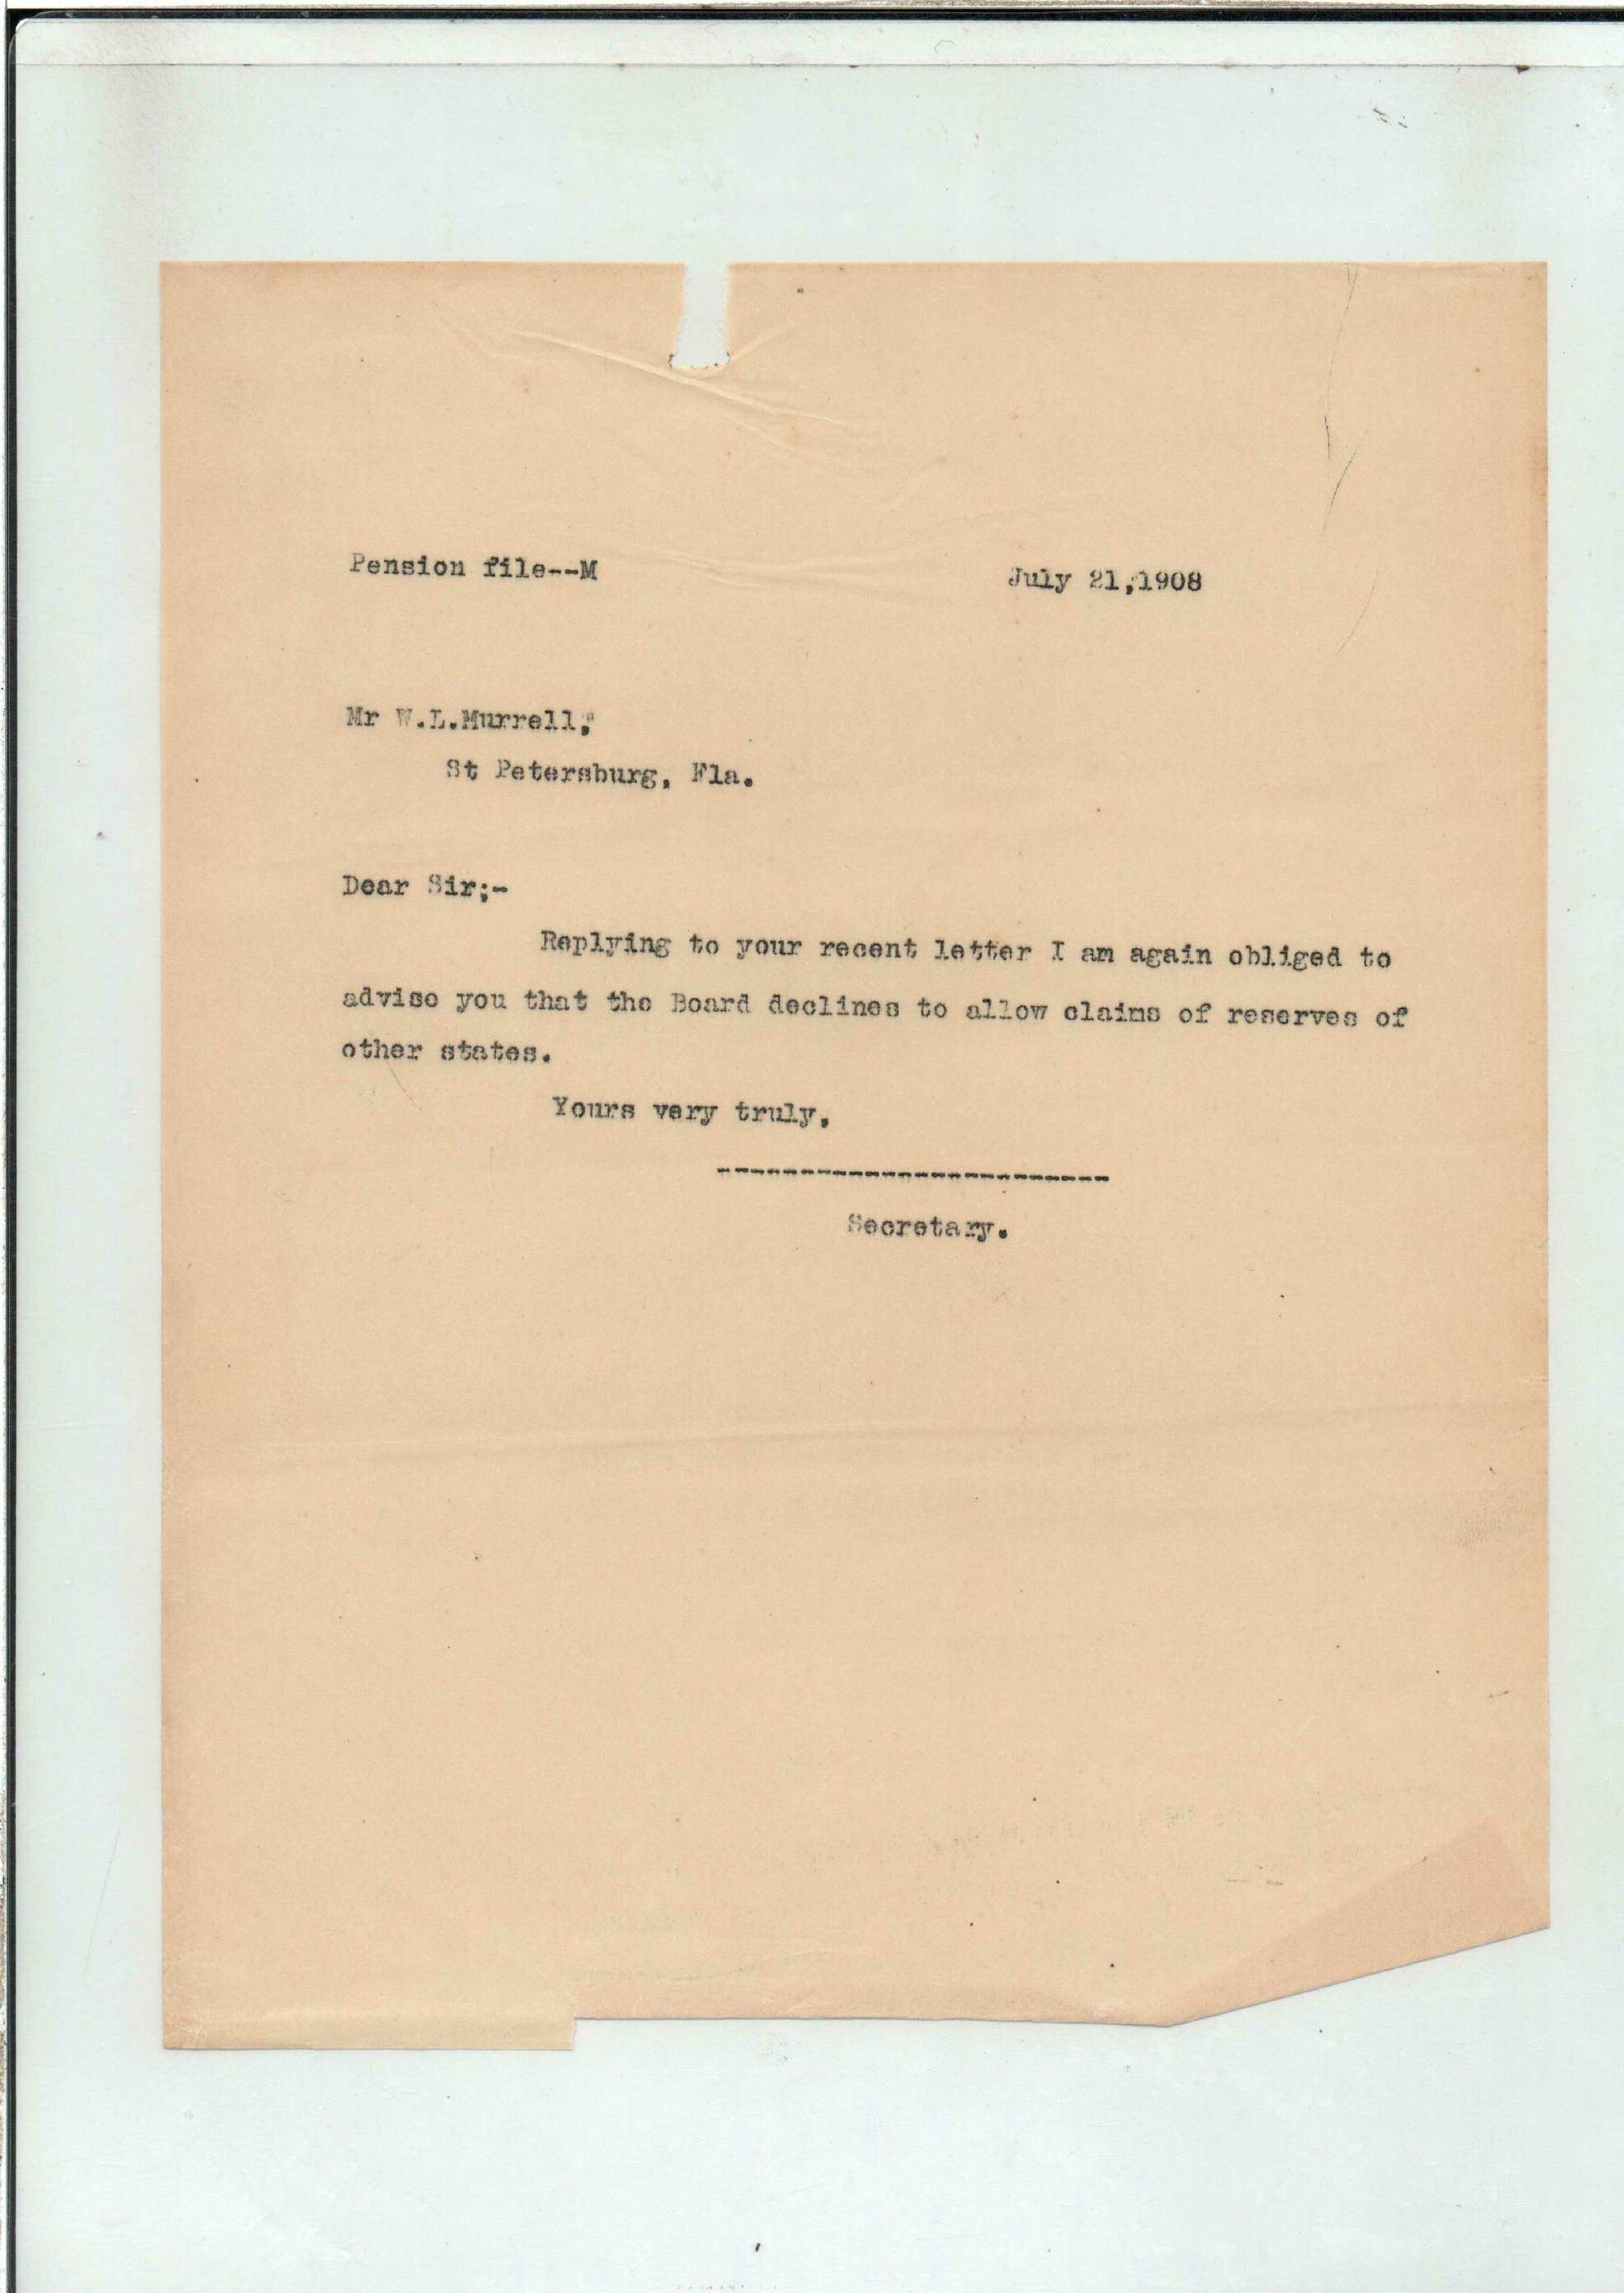 Pension file--M
July 21,1908
Mr W.L.Murrell,
St Petersburg, Fla.
Dear Sir;-
Replying to your recent letter I am again obliged to
advise you that the Board declines to allow claims of reserves of
other states.
Yours very truly,
------------------------
Secretary.